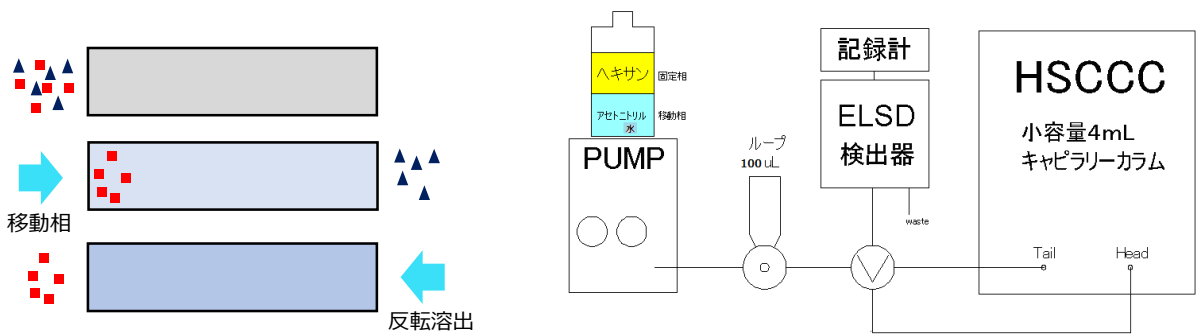 移動相
反転溶出
ヘキサン
固定相
アセトニトリル
水
移動相
PUMP
ループ
100 uL
記録計
ELSD
検出器
waste
HSCCC
小容量4mL
キャピラリーカラム
Tail
Head